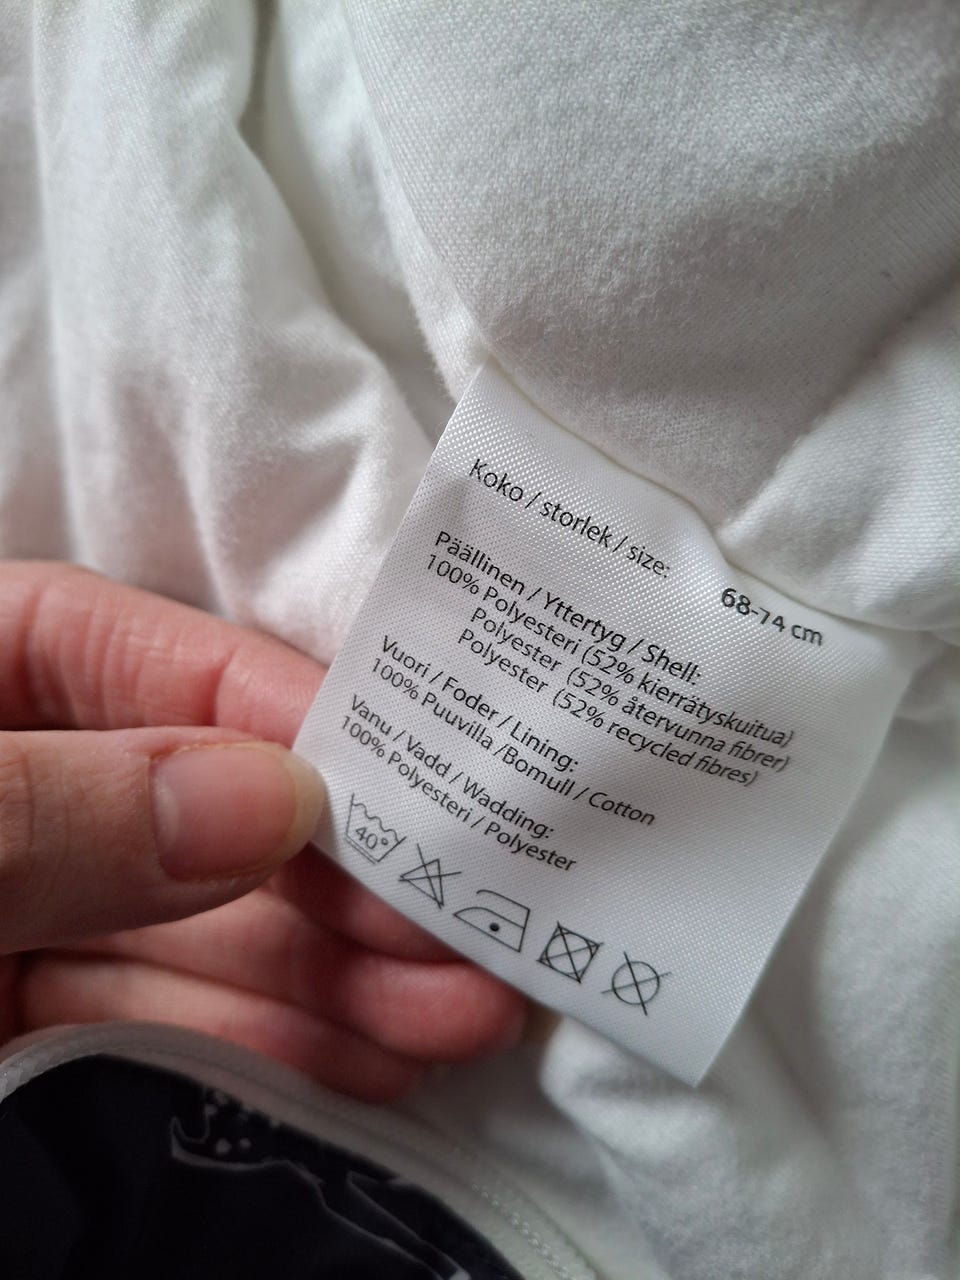 Koko / storlek / size: 68-74 cm
Päällinen / Yttertyg / Shell:
100% Polyesteri (52% kierrätyskuitua)
Polyester (52% återvunna fibrer)
Polyester (52% recycled fibres)
Vuori / Foder / Lining:
100% Puuvilla /Bomull / Cotton
Vanu / Vadd / Wadding:
100% Polyesteri / Polyester
40°